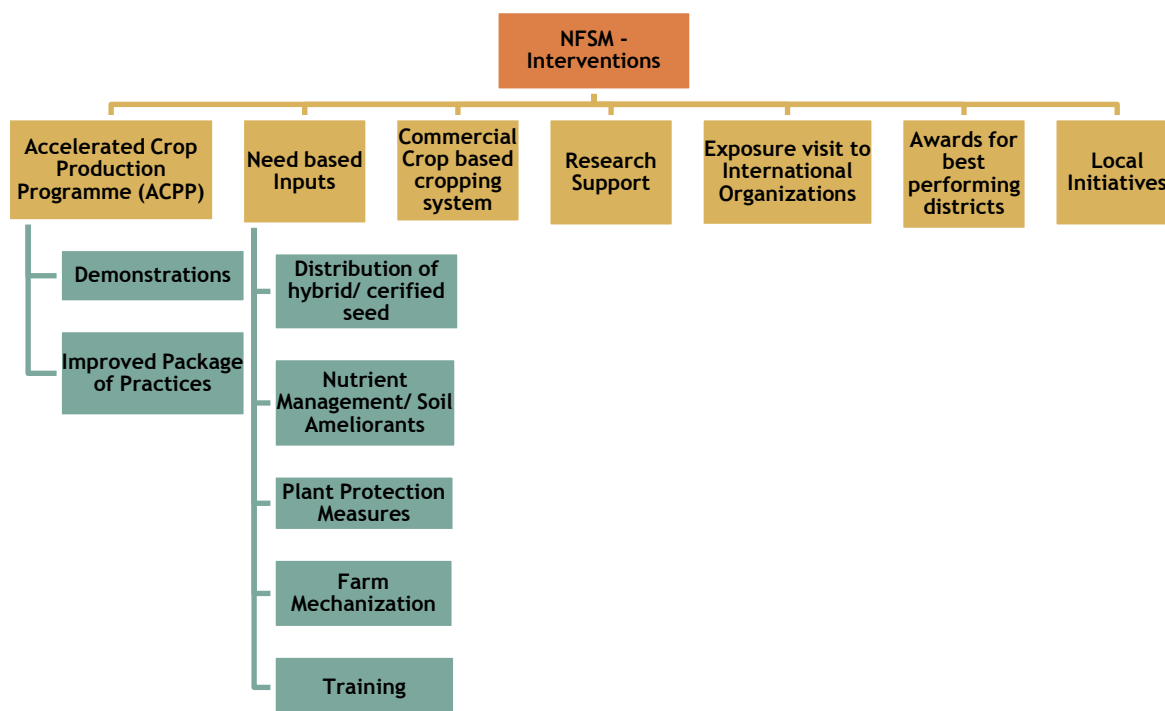 NFSM -
Interventions
Accelerated Crop
Production
Programme (ACPP)
Need based
Inputs
Commercial
Crop based
cropping
system
Research
Support
Exposure visit to
International
Organizations
Awards for
best
performing
districts
Local
Initiatives
Demonstrations
Improved Package
of Practices
Distribution of
hybrid/ cerified
seed
Nutrient
Management/ Soil
Ameliorants
Plant Protection
Measures
Farm
Mechanization
Training